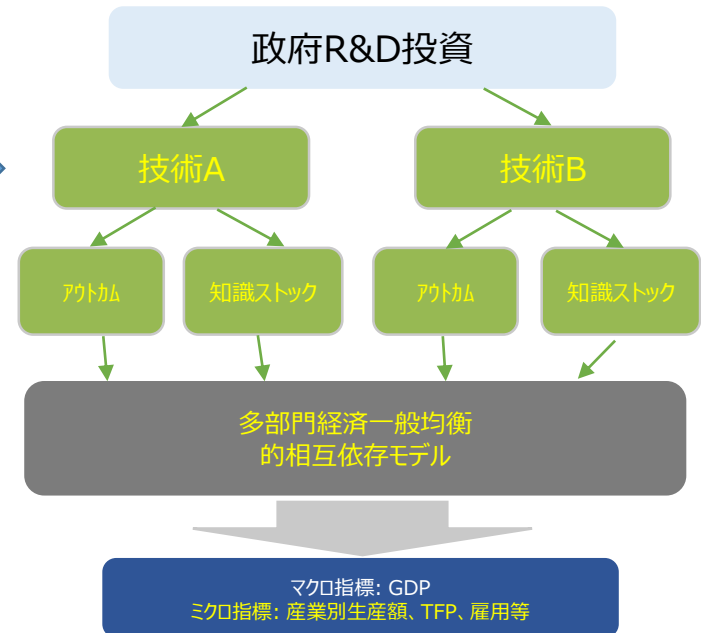 政府R&D投資
技術A
技術B
ｱｳﾄｶﾑ
知識ストック
ｱｳﾄｶﾑ
知識ストック
多部門経済一般均衡
的相互依存モデル
マクロ指標: GDP
ミクロ指標: 産業別生産額、TFP、雇用等